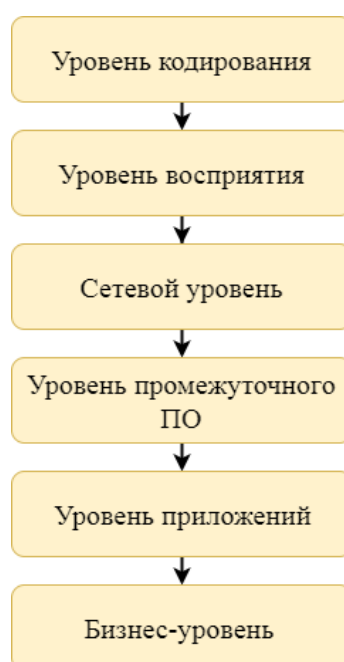 Уровень кодирования
Уровень восприятия
Сетевой уровень
Уровень промежуточного
ПО
Уровень приложений
Бизнес-уровень